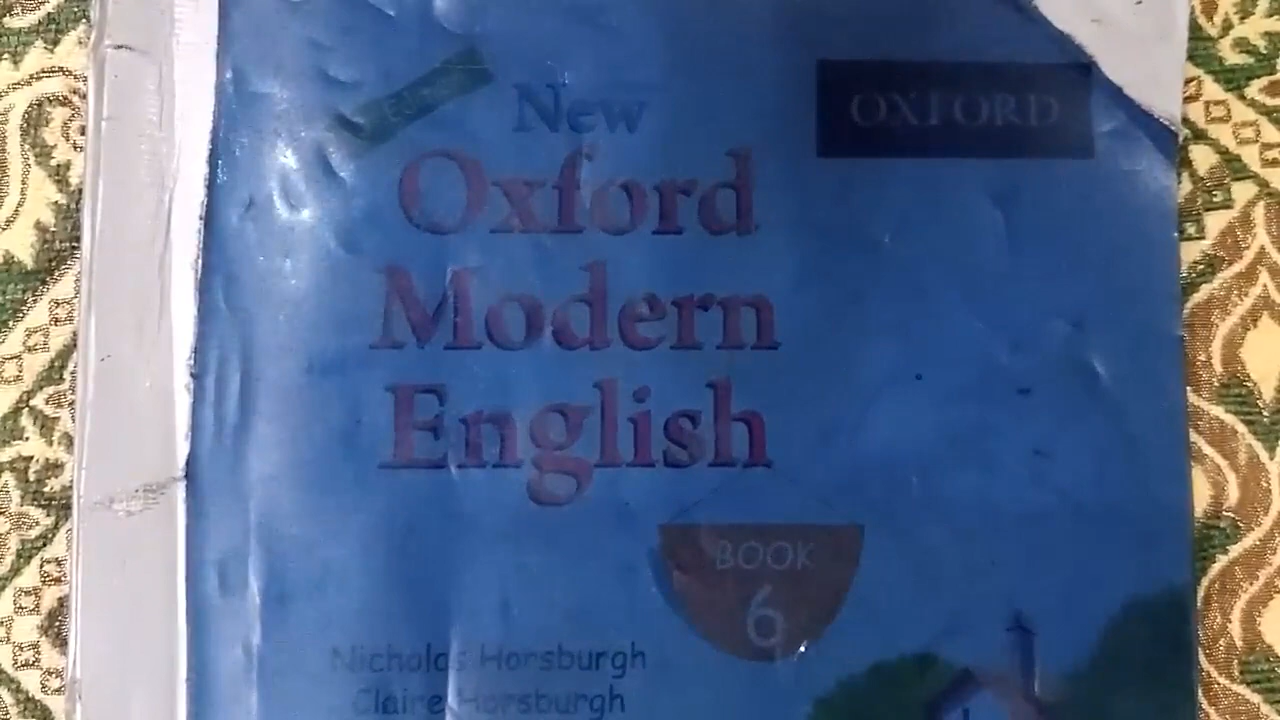 New
OXFORD
Oxford
Modern
English
BOOK
6
Nicholas Horsburgh
Claire Horsburgh